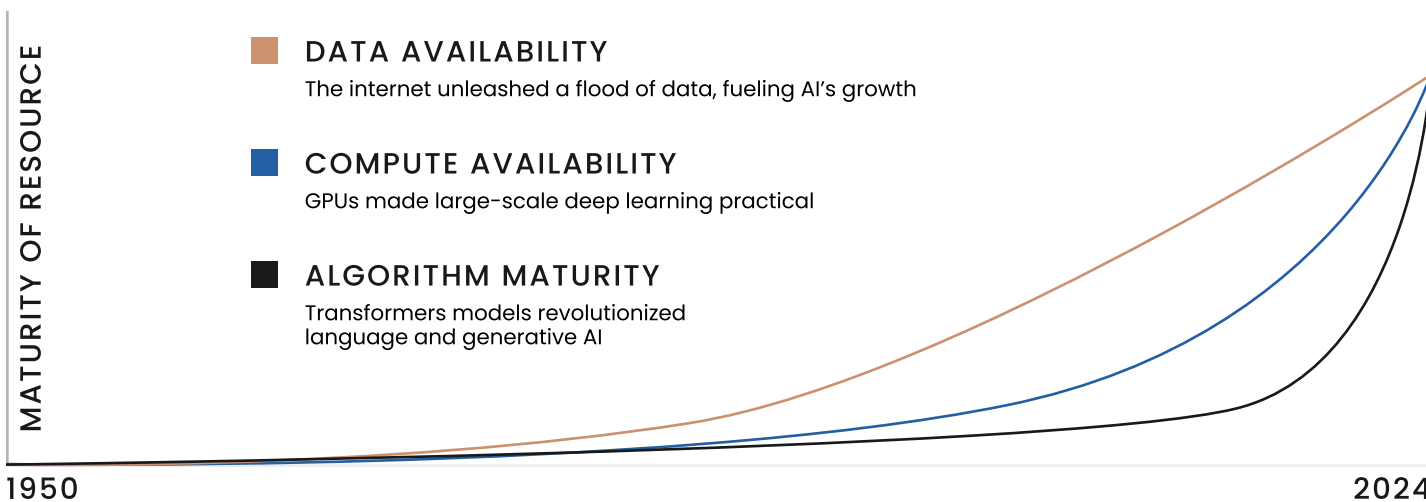 MATURITY OF RESOURCE
DATA AVAILABILITY
The internet unleashed a flood of data, fueling AI’s growth
COMPUTE AVAILABILITY
GPUs made large-scale deep learning practical
ALGORITHM MATURITY
Transformers models revolutionized
language and generative AI
1950
2024